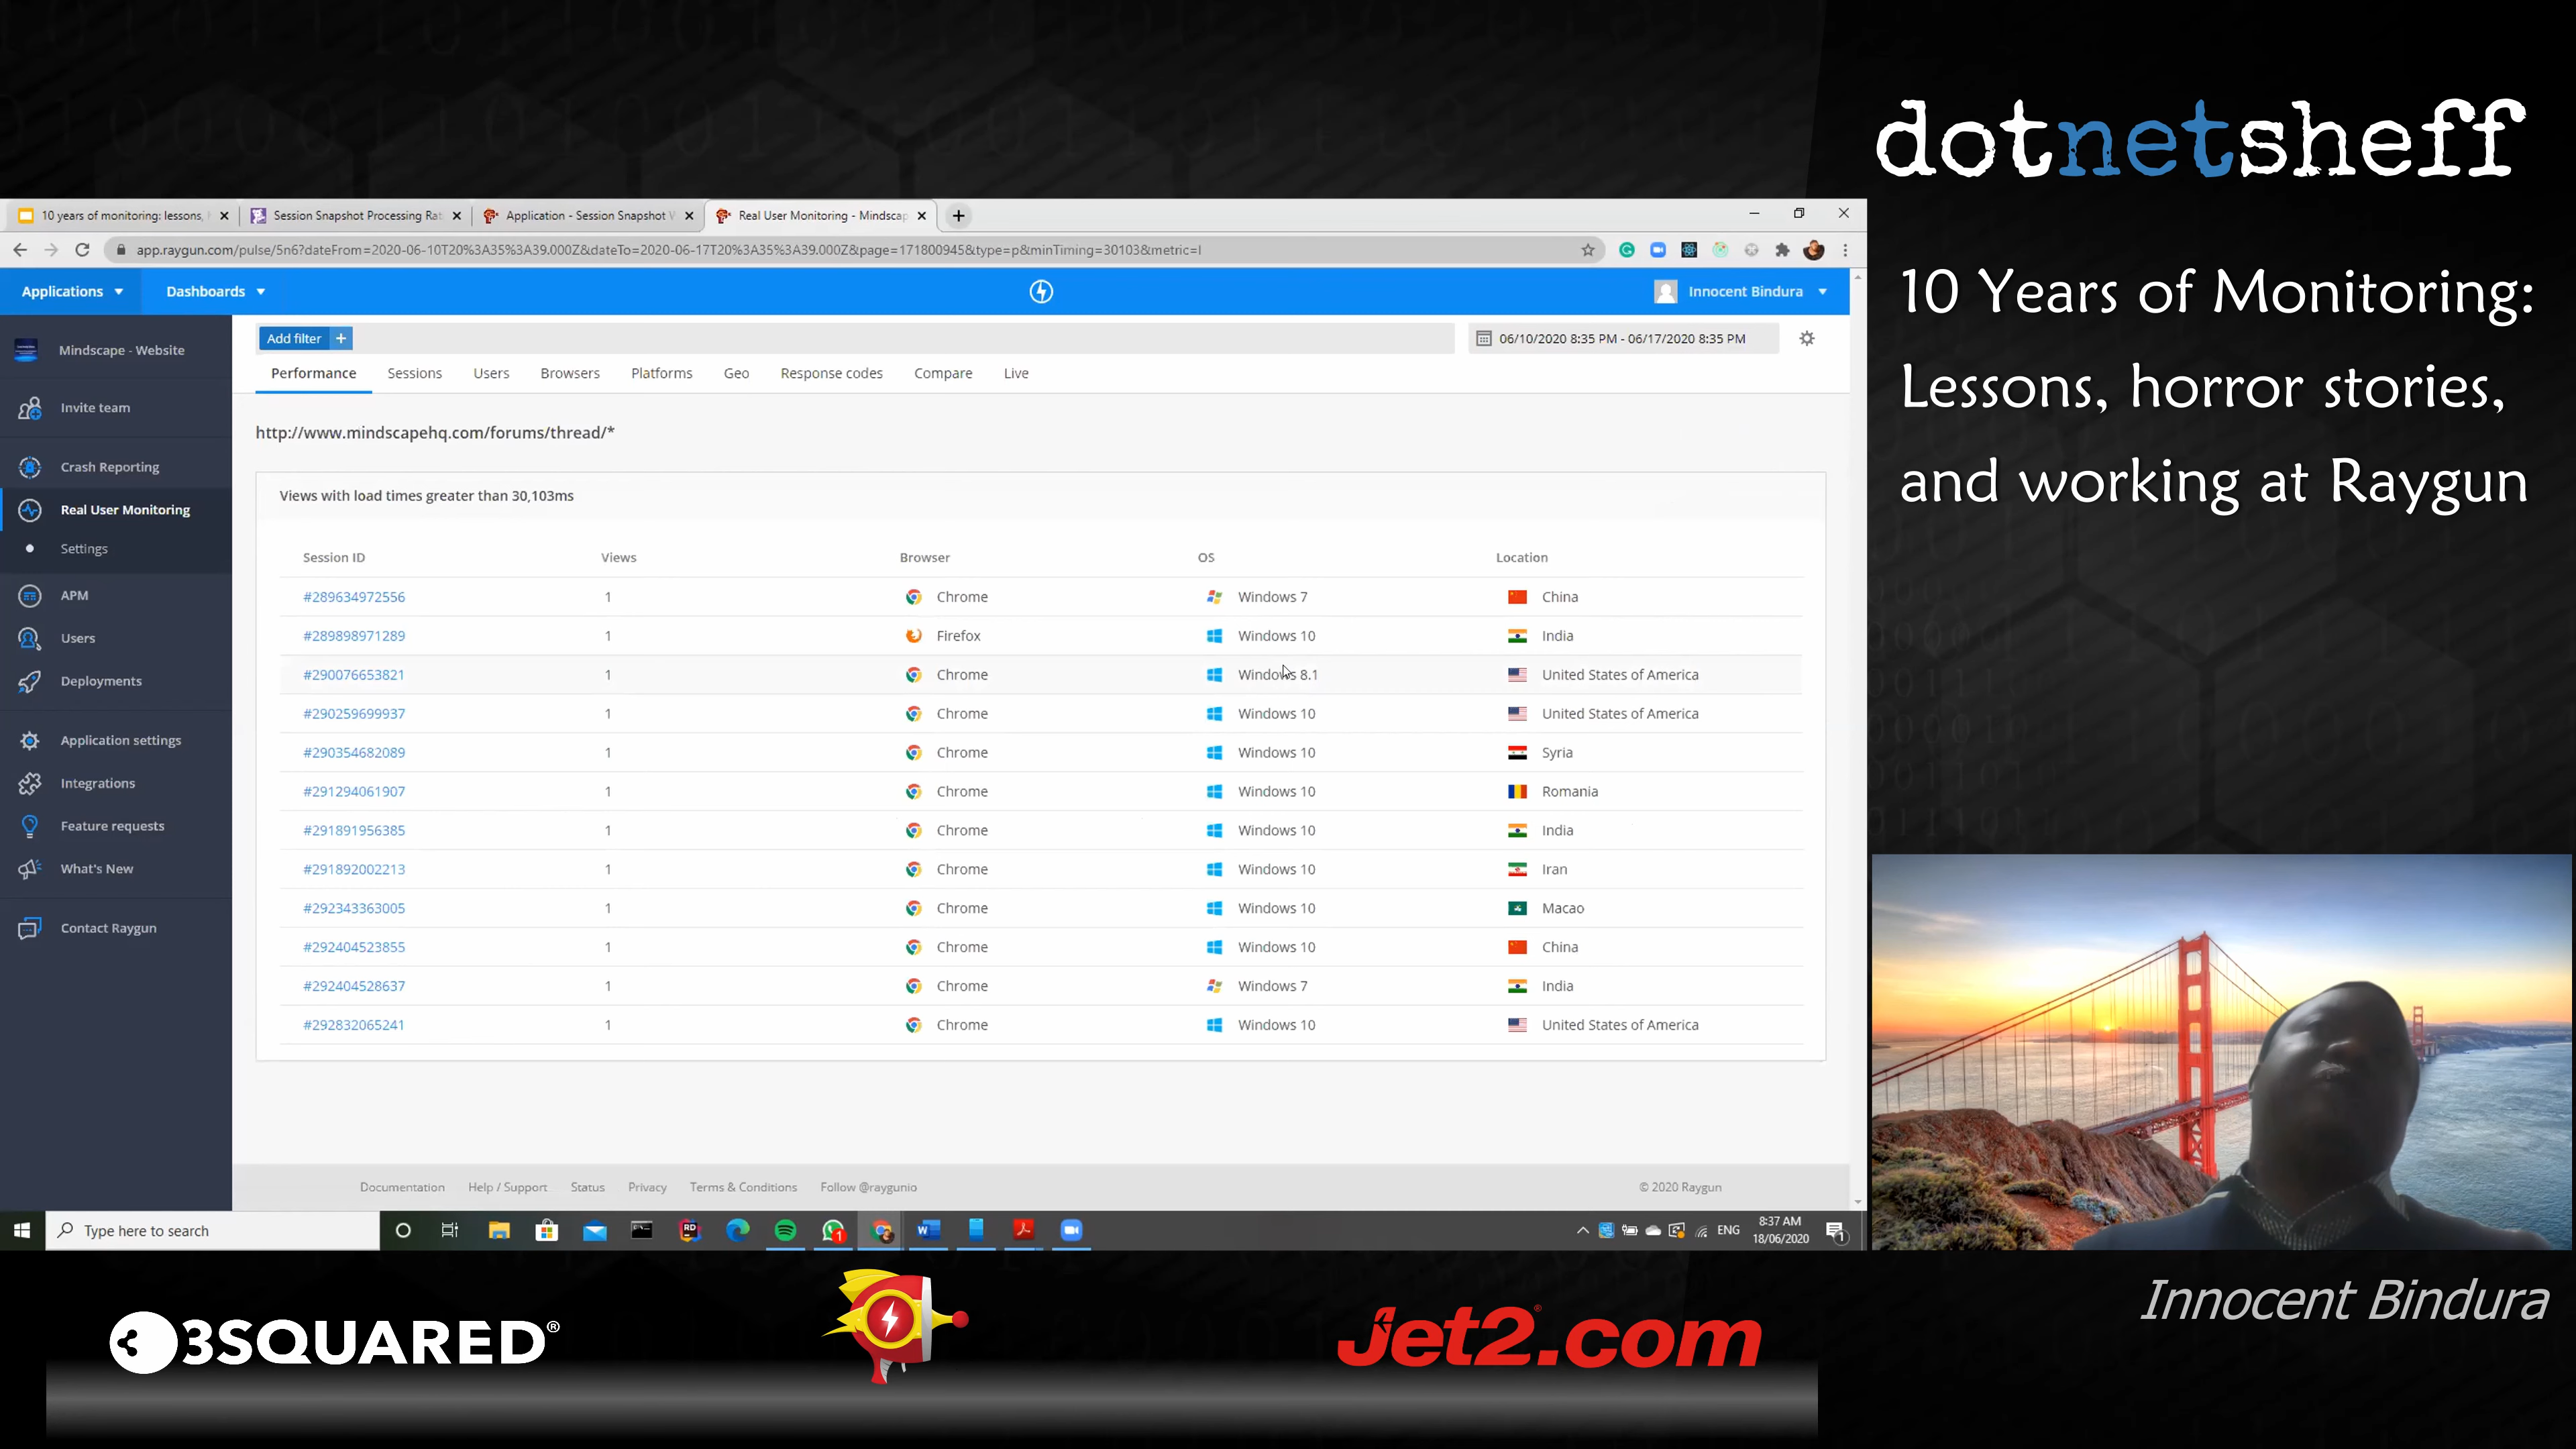 dotnetsheff
10 Years of Monitoring:
Lessons, horror stories,
and working at Raygun
10 years of monitoring: lessons,
Session Snapshot Processing Rat
Application - Session Snapshot
Real User Monitoring - Mindscap
app.raygun.com/pulse/5n6?dateFrom=2020-06-10T20%3A35%3A39.000Z&dateTo=2020-06-17T20%3A35%3A39.000Z&page=171800945&type=p&minTiming=30103&metric=l
Applications Dashboards Innocent Bindura
Mindscape - Website
Invite team
Crash Reporting
Real User Monitoring
Settings
APM
Users
Deployments
Application settings
Integrations
Feature requests
What's New
Contact Raygun
Add filter + 06/10/2020 8:35 PM - 06/17/2020 8:35 PM
Performance Sessions Users Browsers Platforms Geo Response codes Compare Live
http://www.mindscapehq.com/forums/thread/*
Views with load times greater than 30,103ms
Session ID Views Browser OS Location
#289634972556 1 Chrome Windows 7 China
#289898971289 1 Firefox Windows 10 India
#290076653821 1 Chrome Windows 8.1 United States of America
#290259699937 1 Chrome Windows 10 United States of America
#290354682089 1 Chrome Windows 10 Syria
#291294061907 1 Chrome Windows 10 Romania
#291891956385 1 Chrome Windows 10 India
#291892002213 1 Chrome Windows 10 Iran
#292343363005 1 Chrome Windows 10 Macao
#292404523855 1 Chrome Windows 10 China
#292404528637 1 Chrome Windows 7 India
#292832065241 1 Chrome Windows 10 United States of America
Documentation Help / Support Status Privacy Terms & Conditions Follow @raygunio © 2020 Raygun
Type here to search
RD
1
ENG
8:37 AM
18/06/2020
1
Innocent Bindura
3SQUARED®
Jet2.com